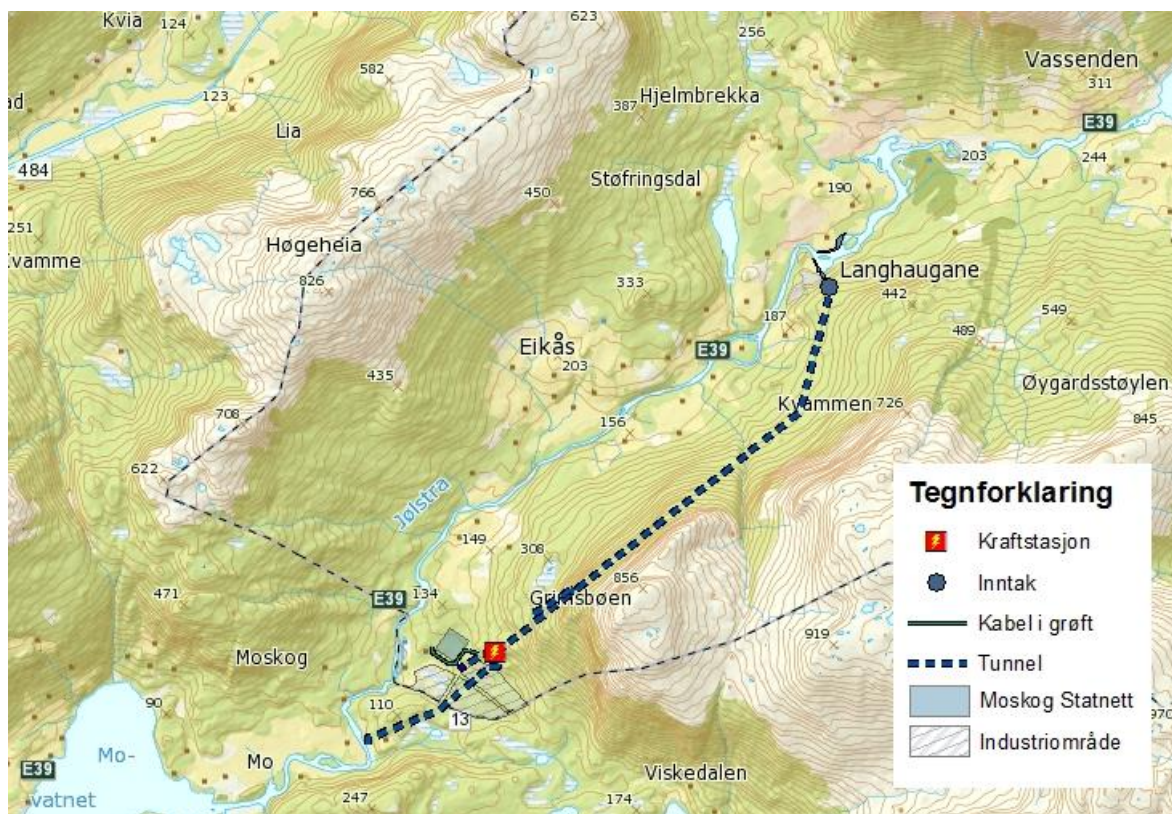 Kvia
124
623
256
Vassenden
311
582
123
387
Hjelmbrekka
E39
ad
Lia
203
244
484
Støfringsdal
190
766
450
251
Kvamme
Høgeheia
826
Langhaugane
442
333
549
187
489
Eikås
E39
203
435
Øygardsstøylen
Kvammen
726
708
156
845
622
Jølstra
149
308
856
Grimsbøen
471
E39
134
919
Moskog
110
13
90
Mo
Mo-
vatnet
E39
247
174
Viskedalen
970
Tegnforklaring
Kraftstasjon
Inntak
Kabel i grøft
Tunnel
Moskog Statnett
Industriområde